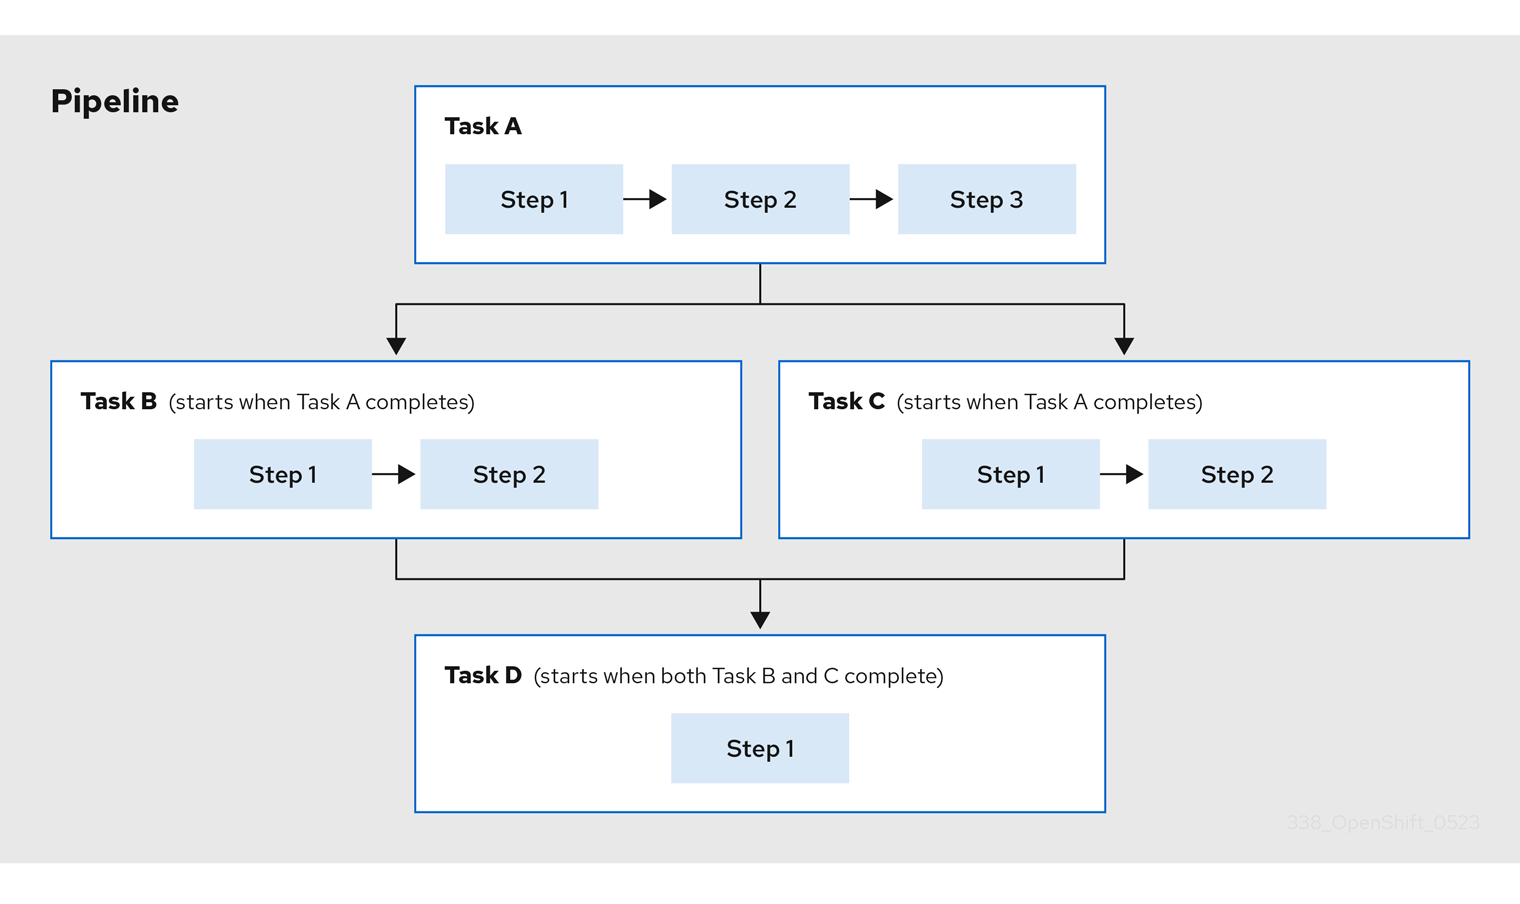 Pipeline
Task A
Step 1
Step 2
Step 3
Task B (starts when Task A completes)
Step 1
Step 2
Task C (starts when Task A completes)
Step 1
Step 2
Task D (starts when both Task B and C complete)
Step 1
338_OpenShift_0523